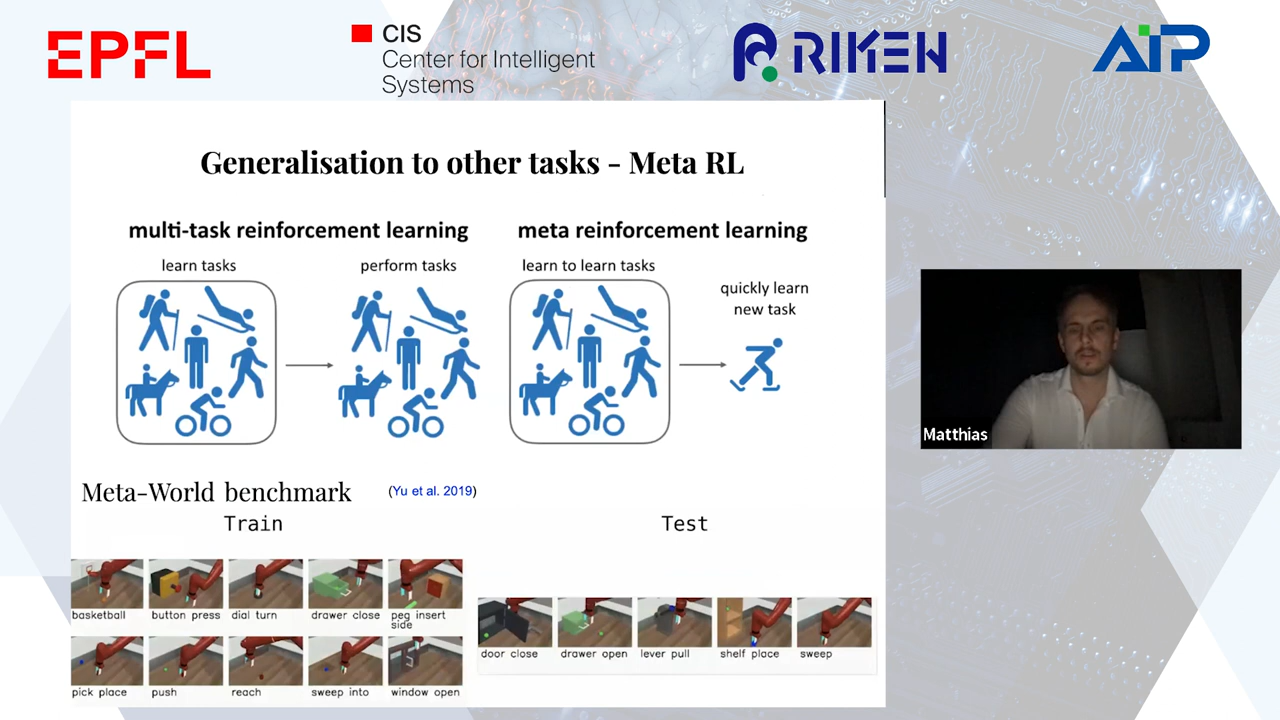 EPFL
CIS
Center for Intelligent
Systems
RIKEN
AIP
Generalisation to other tasks - Meta RL
multi-task reinforcement learning
meta reinforcement learning
learn tasks
perform tasks
learn to learn tasks
quickly learn
new task
Meta-World benchmark
(Yu et al. 2019)
Train
Test
basketball
button press
dial turn
drawer close
peg insert
side
pick place
push
reach
sweep into
window open
door close
drawer open
lever pull
shelf place
sweep
Matthias